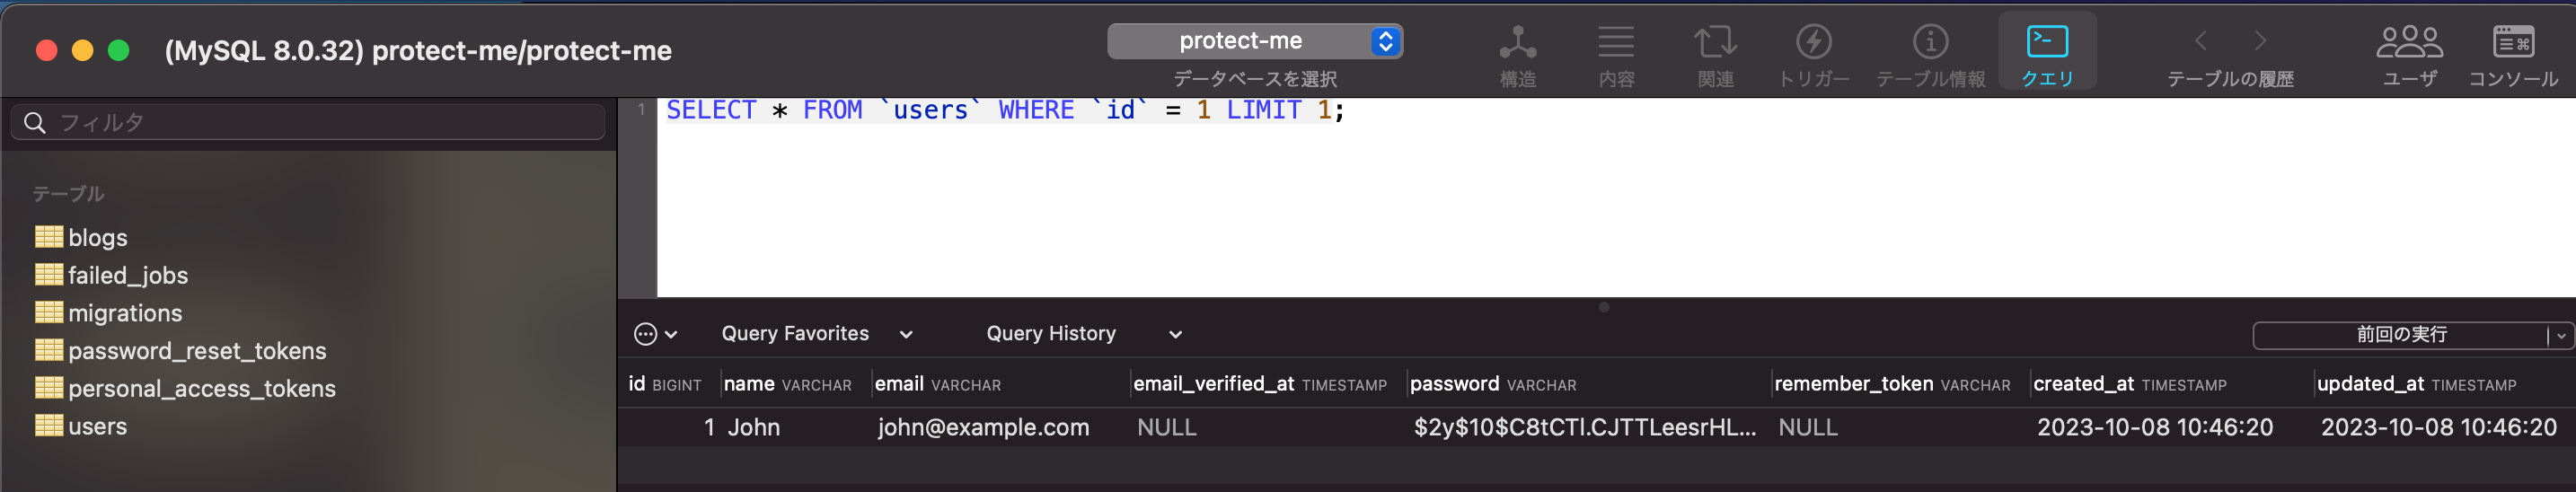 (MySQL 8.0.32) protect-me/protect-me
protect-me
データベースを選択
構造
内容
関連
トリガー
テーブル情報
クエリ
テーブルの履歴
ユーザ
コンソール
フィルタ
テーブル
blogs
failed_jobs
migrations
password_reset_tokens
personal_access_tokens
users
1 SELECT * FROM `users` WHERE `id` = 1 LIMIT 1;
Query Favorites Query History 前回の実行
id BIGINT name VARCHAR email VARCHAR email_verified_at TIMESTAMP password VARCHAR remember_token VARCHAR created_at TIMESTAMP updated_at TIMESTAMP
1 John john@example.com NULL $2y$10$C8tCTl.CJTTLeesrHL... NULL 2023-10-08 10:46:20 2023-10-08 10:46:20